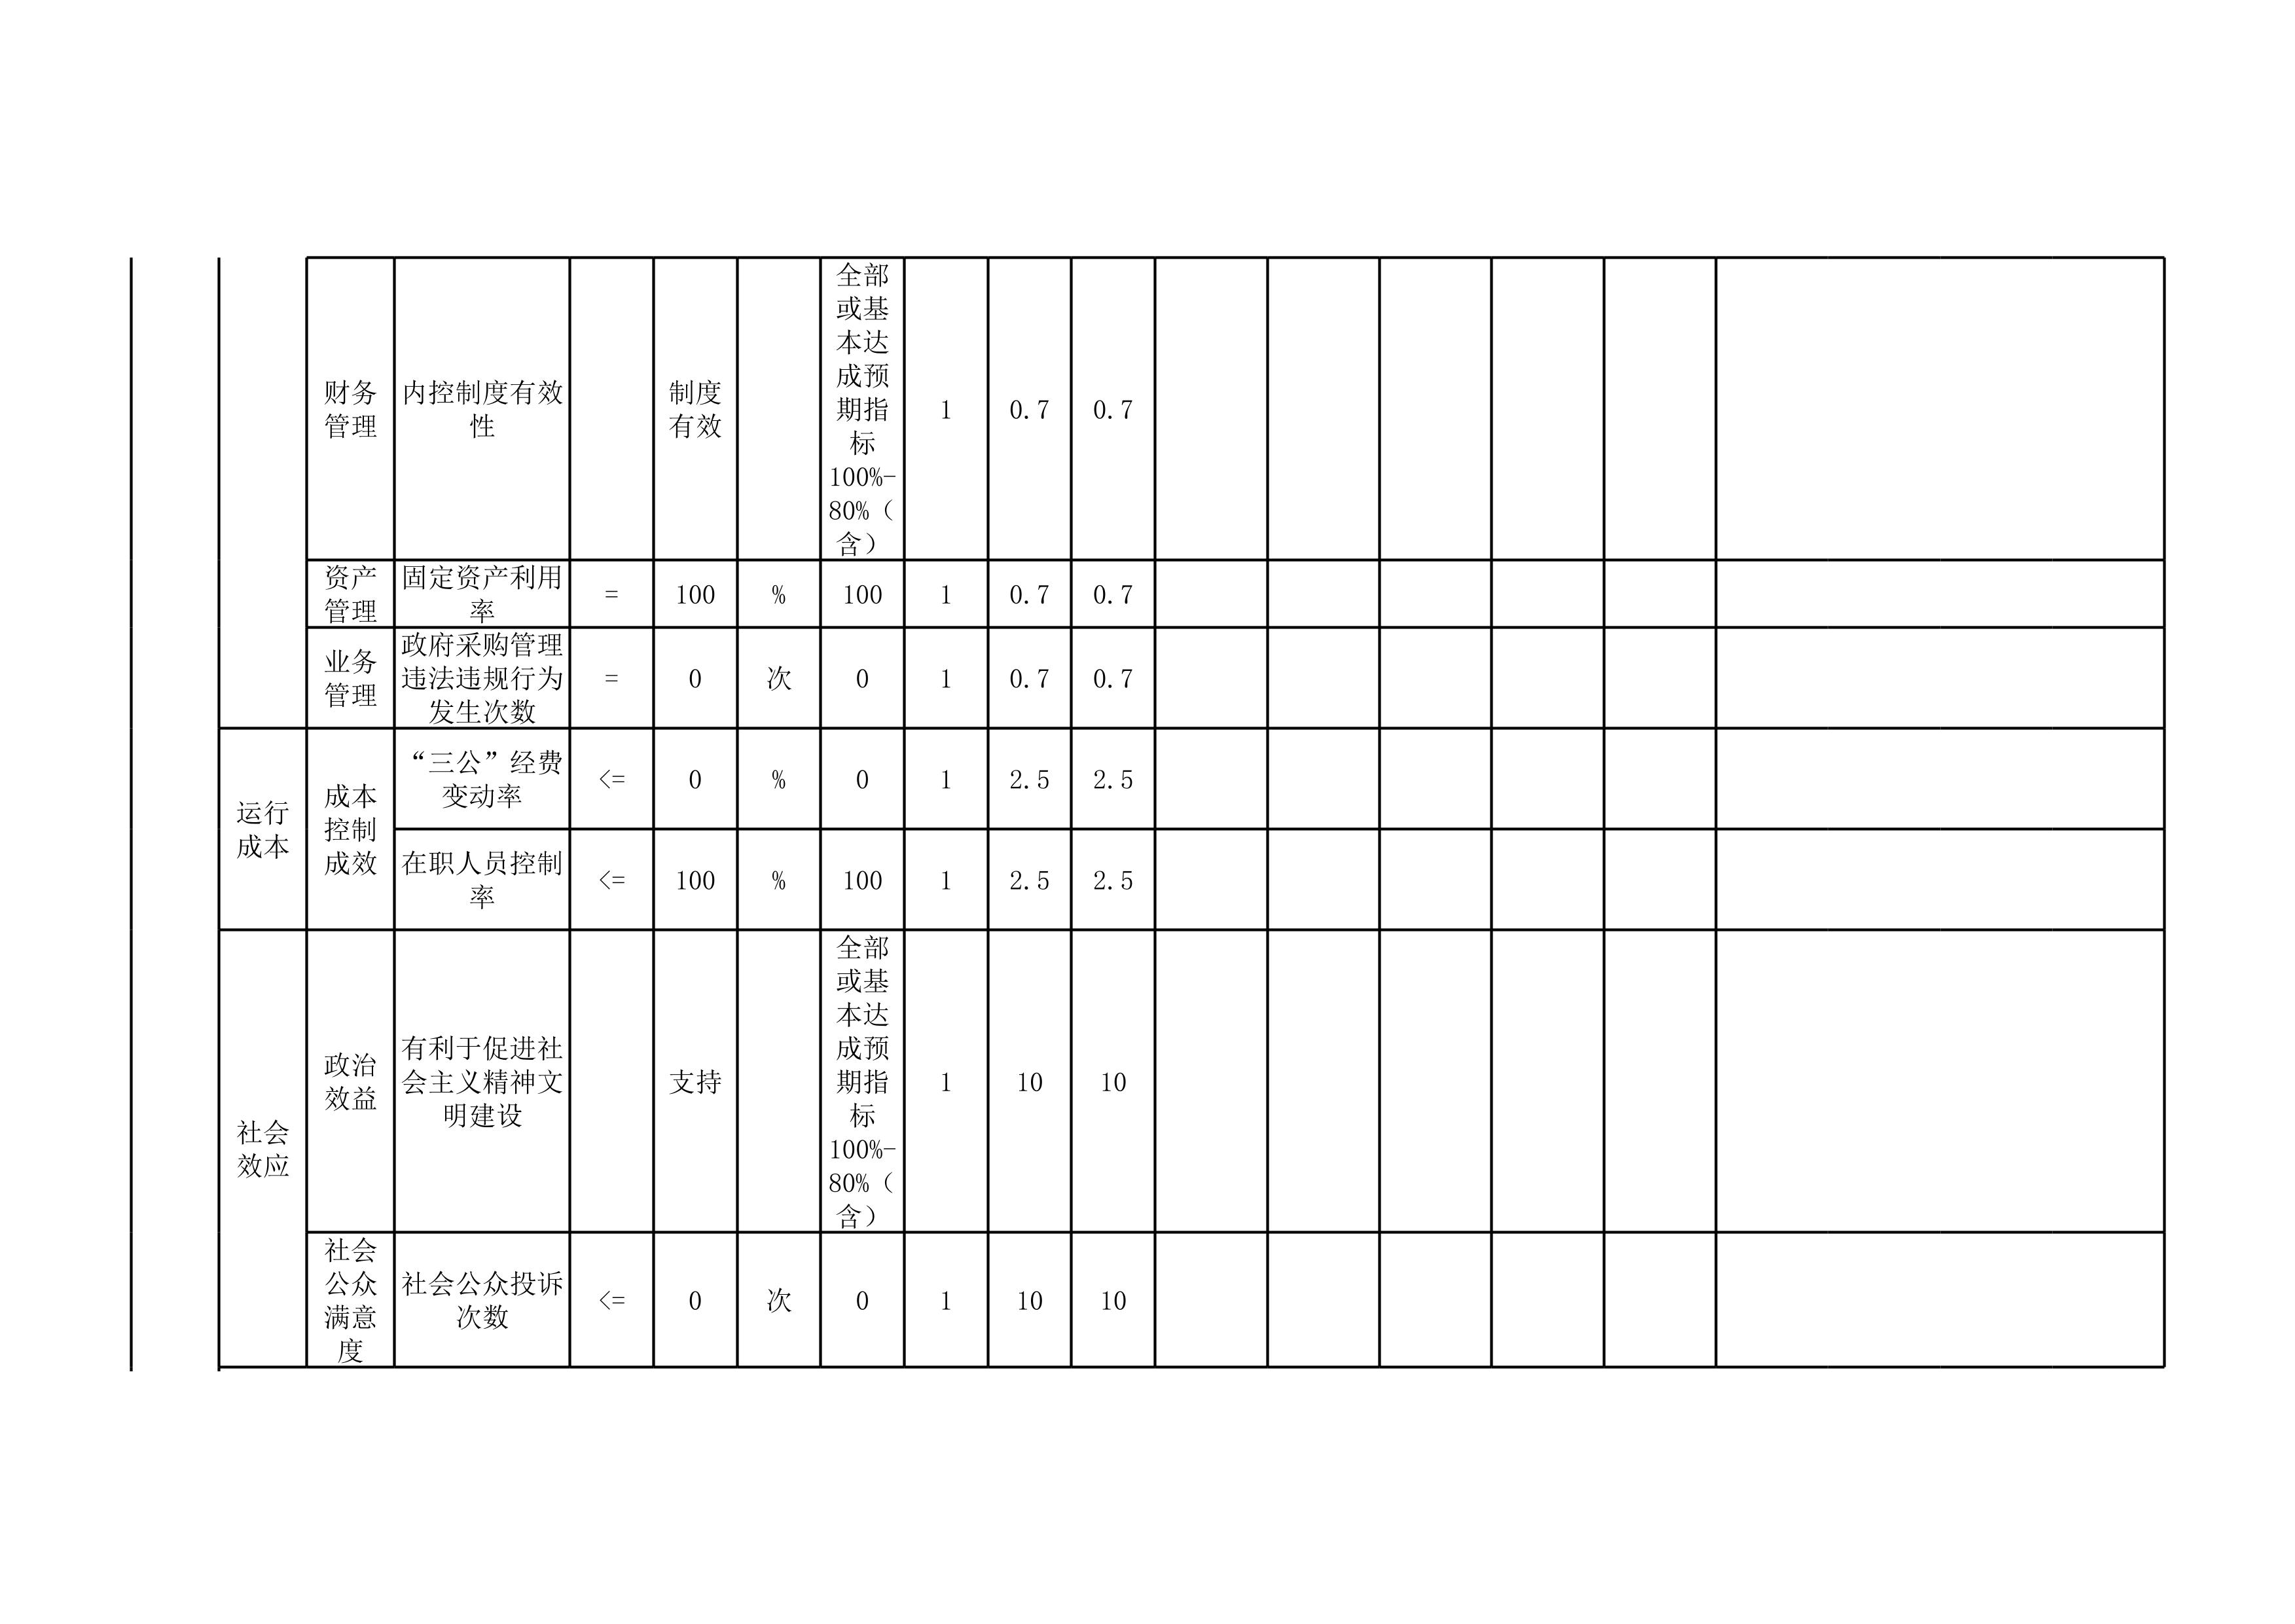 财务
管理
内控制度有效
性
制度
有效
全部
或基
本达
成预
期指
标
100%-
80%（
含）
1
0.7
0.7
资产
管理
固定资产利用
率
=
100
%
100
1
0.7
0.7
业务
管理
政府采购管理
违法违规行为
发生次数
=
0
次
0
1
0.7
0.7
运行
成本
成本
控制
成效
“三公”经费
变动率
<=
0
%
0
1
2.5
2.5
在职人员控制
率
<=
100
%
100
1
2.5
2.5
社会
效应
政治
效益
有利于促进社
会主义精神文
明建设
支持
全部
或基
本达
成预
期指
标
100%-
80%（
含）
1
10
10
社会
公众
满意
度
社会公众投诉
次数
<=
0
次
0
1
10
10